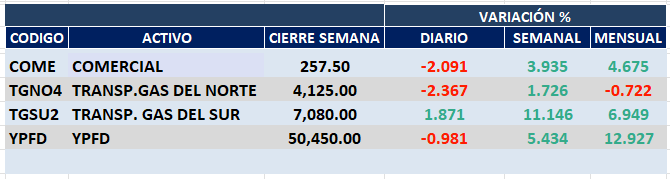 VARIACIÓN %
CODIGO ACTIVO CIERRE SEMANA DIARIO SEMANAL MENSUAL
COME COMERCIAL 257.50 -2.091 3.935 4.675
TGNO4 TRANSP.GAS DEL NORTE 4,125.00 -2.367 1.726 -0.722
TGSU2 TRANSP. GAS DEL SUR 7,080.00 1.871 11.146 6.949
YPFD YPFD 50,450.00 -0.981 5.434 12.927